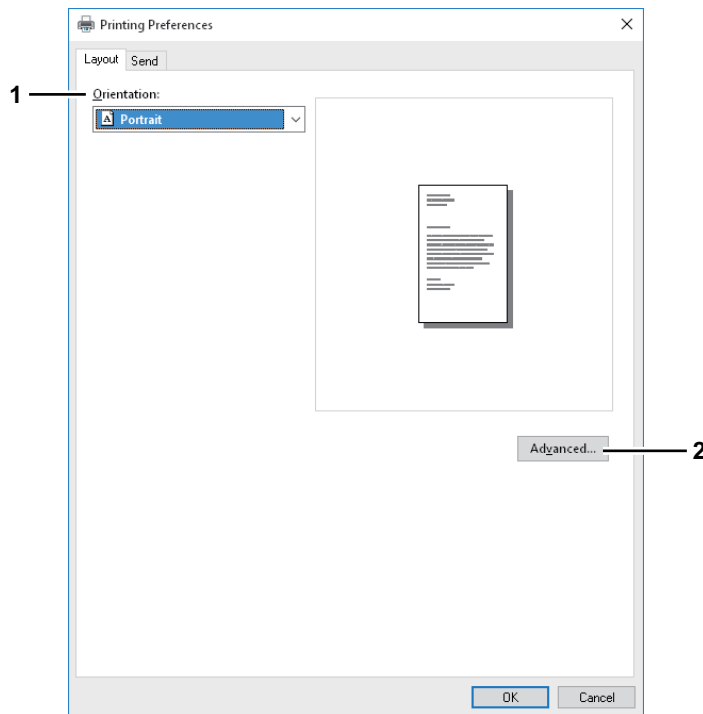 Printing Preferences
Layout Send
1
Orientation:
Portrait
Advanced...
2
OK Cancel